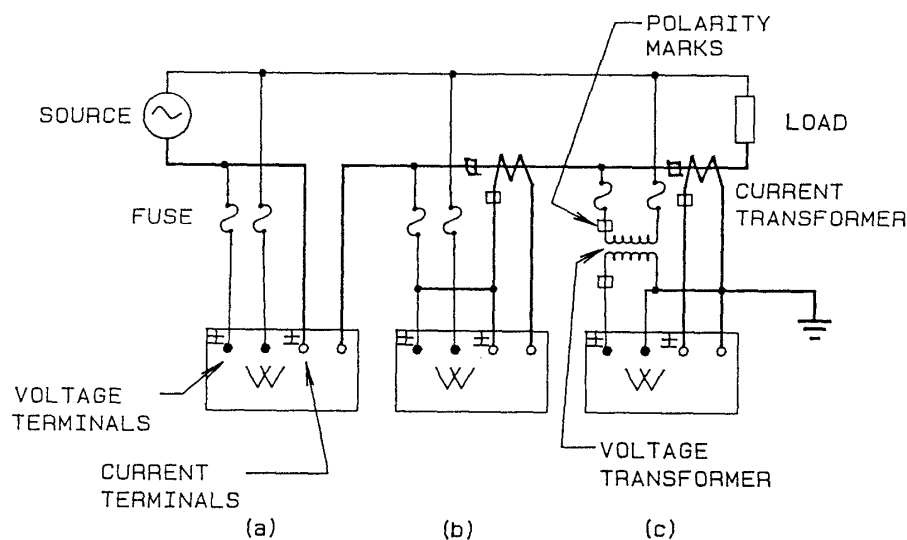 POLARITY
MARKS
SOURCE
LOAD
FUSE
CURRENT
TRANSFORMER
± ± ± ± ± ±
W W W
VOLTAGE
TERMINALS
CURRENT
TERMINALS
VOLTAGE
TRANSFORMER
(a) (b) (c)